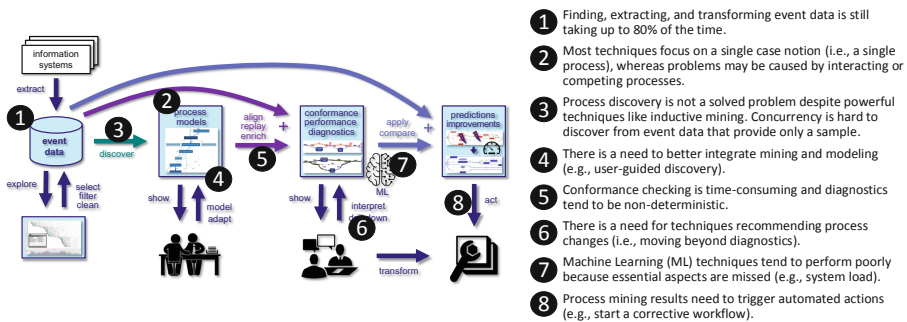 information
systems
extract
1
event
data
explore
select
filter
clean
3
discover
2
process
models
4
show
model
adapt
align
replay
enrich
+
5
conformance
performance
diagnostics
7
ML
show
interpret
6
transform
apply
compare
+
predictions
improvements
8
act
1 Finding, extracting, and transforming event data is still
taking up to 80% of the time.
2 Most techniques focus on a single case notion (i.e., a single
process), whereas problems may be caused by interacting or
competing processes.
3 Process discovery is not a solved problem despite powerful
techniques like inductive mining. Concurrency is hard to
discover from event data that provide only a sample.
4 There is a need to better integrate mining and modeling
(e.g., user-guided discovery).
5 Conformance checking is time-consuming and diagnostics
tend to be non-deterministic.
6 There is a need for techniques recommending process
changes (i.e., moving beyond diagnostics).
7 Machine Learning (ML) techniques tend to perform poorly
because essential aspects are missed (e.g., system load).
8 Process mining results need to trigger automated actions
(e.g., start a corrective workflow).